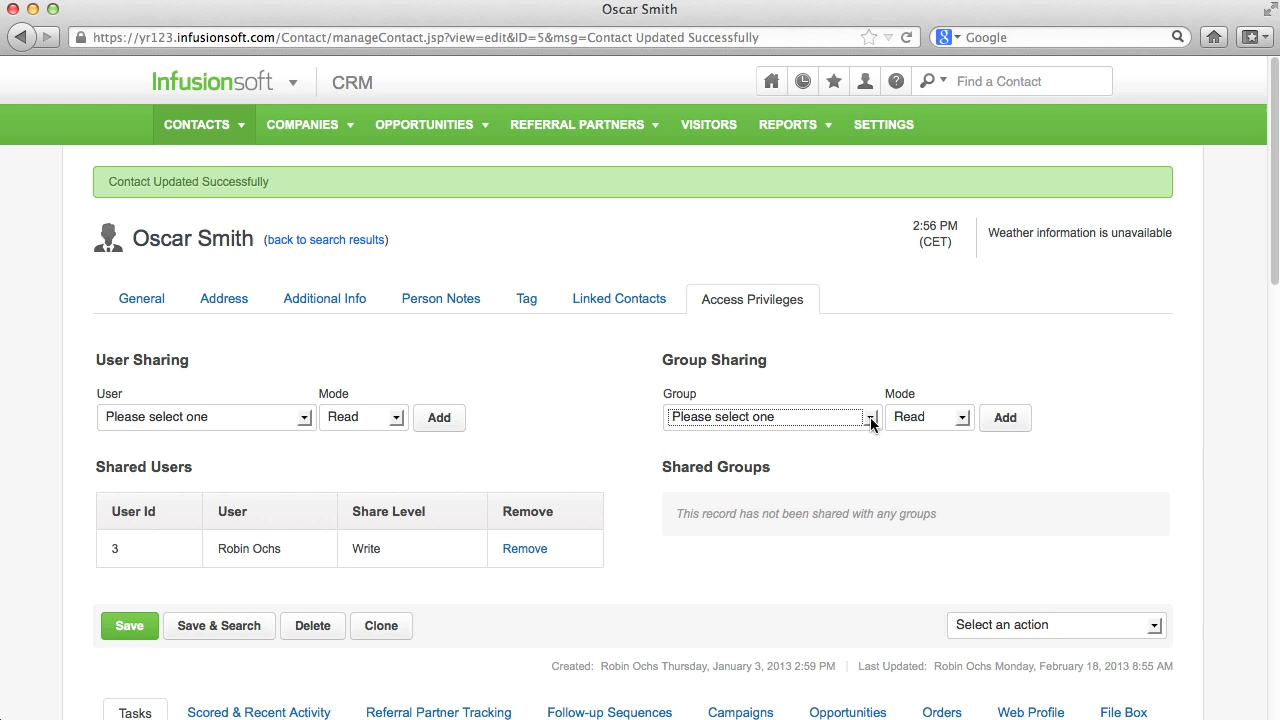 Oscar Smith
https://yr123.infusionsoft.com/Contact/manageContact.jsp?view=edit&ID=5&msg=Contact Updated Successfully
Google
Infusionsoft
CRM
Find a Contact
CONTACTS COMPANIES OPPORTUNITIES REFERRAL PARTNERS VISITORS REPORTS SETTINGS
Contact Updated Successfully
Oscar Smith (back to search results)
2:56 PM
(CET)
Weather information is unavailable
General Address Additional Info Person Notes Tag Linked Contacts Access Privileges
User Sharing
User Mode
Please select one Read Add
Group Sharing
Group Mode
Please select one Read Add
Shared Users
User Id User Share Level Remove
3 Robin Ochs Write Remove
Shared Groups
This record has not been shared with any groups
Save Save & Search Delete Clone Select an action
Created: Robin Ochs Thursday, January 3, 2013 2:59 PM Last Updated: Robin Ochs Monday, February 18, 2013 8:55 AM
Tasks Scored & Recent Activity Referral Partner Tracking Follow-up Sequences Campaigns Opportunities Orders Web Profile File Box